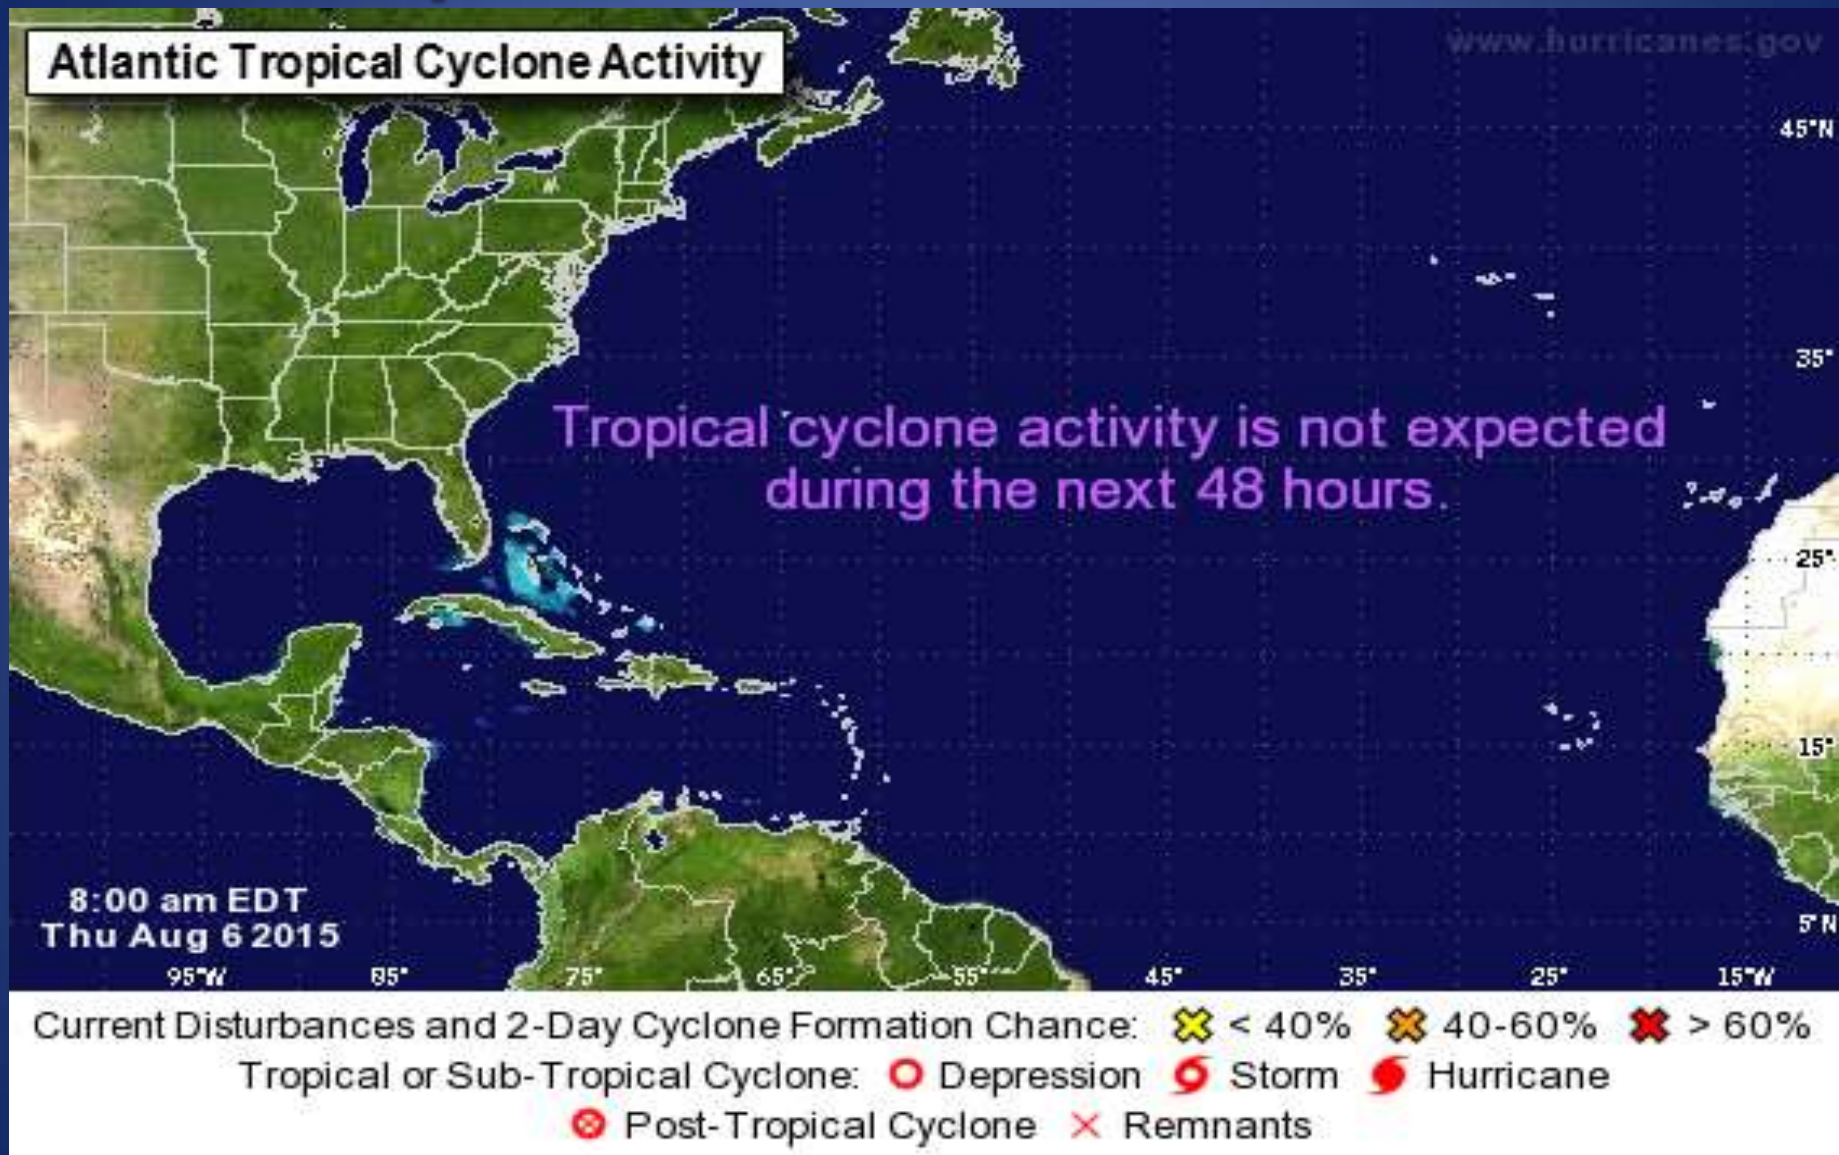 Atlantic Tropical Cyclone Activity
www.hurricanes.gov
45°N
35°
Tropical cyclone activity is not expected
during the next 48 hours.
25°
15°
8:00 am EDT
Thu Aug 6 2015
5°N
95°W 85° 75° 65° 55° 45° 35° 25° 15°W
Current Disturbances and 2-Day Cyclone Formation Chance: < 40% 40-60% > 60%
Tropical or Sub-Tropical Cyclone: Depression Storm Hurricane
Post-Tropical Cyclone Remnants